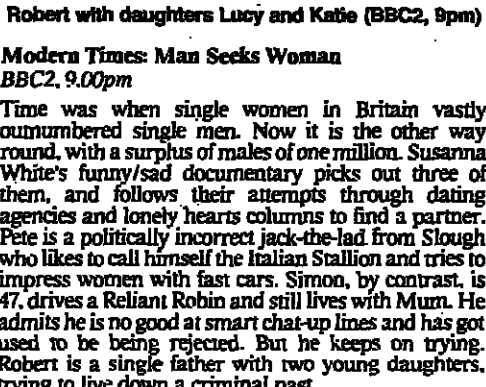 Robert with daughters Lucy and Katie (BBC2, 9pm)
Modern Times: Man Seeks Woman
BBC2, 9.00pm
Time was when single women in Britain vastly
outnumbered single men. Now it is the other way
round, with a surplus of males of one million. Susanna
White's funny/sad documentary picks out three of
them, and follows their attempts through dating
agencies and lonely hearts columns to find a partner.
Pete is a politically incorrect jack-the-lad from Slough
who likes to call himself the Italian Stallion and tries to
impress women with fast cars. Simon, by contrast, is
47, drives a Reliant Robin and still lives with Mum. He
admits he is no good at smart chat-up lines and has got
used to be being rejected. But he keeps on trying.
Robert is a single father with two young daughters,
trying to live down a criminal past